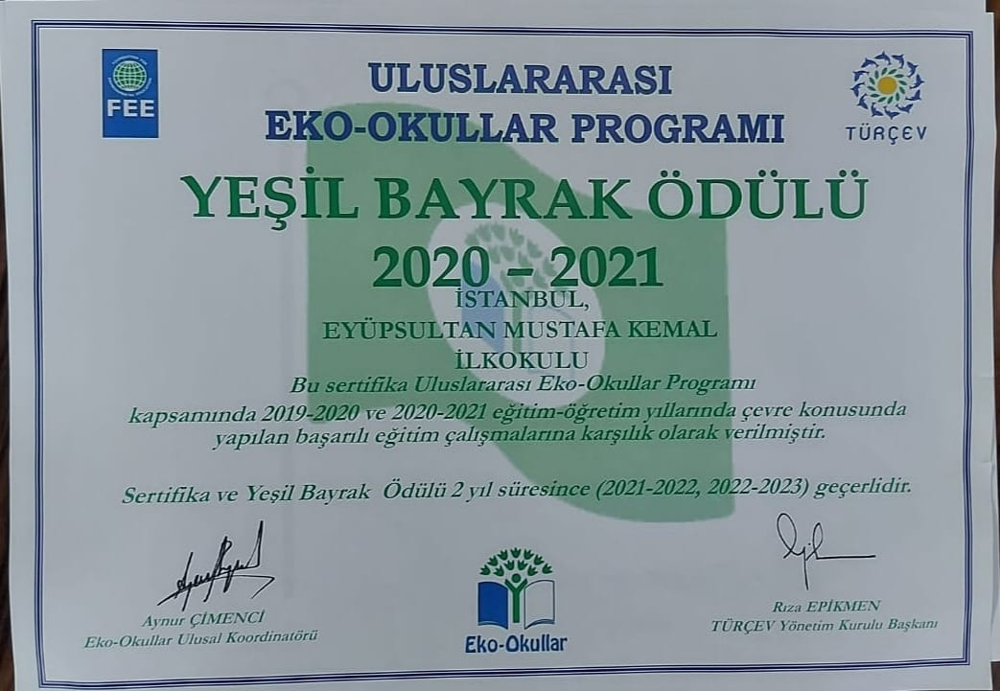 FEE
ULUSLARARASI
EKO-OKULLAR PROGRAMI
TÜRÇEV
YEŞİL BAYRAK ÖDÜLÜ
2020 – 2021
İSTANBUL,
EYÜPSULTAN MUSTAFA KEMAL
İLKOKULU
Bu sertifika Uluslararası Eko-Okullar Programı
kapsamında 2019-2020 ve 2020-2021 eğitim-öğretim yıllarında çevre konusunda
yapılan başarılı eğitim çalışmalarına karşılık olarak verilmiştir.
Sertifika ve Yeşil Bayrak Ödülü 2 yıl süresince (2021-2022, 2022-2023) geçerlidir.
Aynur ÇİMENCİ
Eko-Okullar Ulusal Koordinatörü
Eko-Okullar
Rıza EPİKMEN
TÜRÇEV Yönetim Kurulu Başkanı